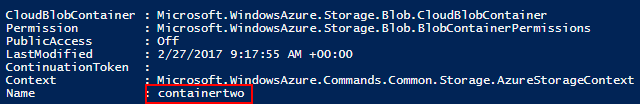 CloudBlobContainer : Microsoft.WindowsAzure.Storage.Blob.CloudBlobContainer
Permission : Microsoft.WindowsAzure.Storage.Blob.BlobContainerPermissions
PublicAccess : Off
LastModified : 2/27/2017 9:17:55 AM +00:00
ContinuationToken :
Context : Microsoft.WindowsAzure.Commands.Common.Storage.AzureStorageContext
Name : containertwo